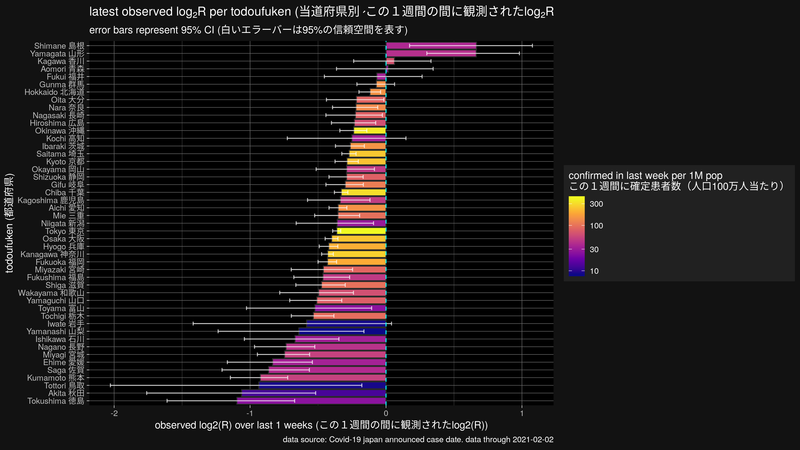 latest observed log₂R per todoufuken (当道府県別 この１週間の間に観測されたlog₂R
error bars represent 95% CI (白いエラーバーは95%の信頼空間を表す)
todoufuken (都道府県)
Shimane 島根
Yamagata 山形
Kagawa 香川
Aomori 青森
Fukui 福井
Gunma 群馬
Hokkaido 北海道
Oita 大分
Nara 奈良
Nagasaki 長崎
Hiroshima 広島
Okinawa 沖縄
Kochi 高知
Ibaraki 茨城
Saitama 埼玉
Kyoto 京都
Okayama 岡山
Shizuoka 静岡
Gifu 岐阜
Chiba 千葉
Kagoshima 鹿児島
Aichi 愛知
Mie 三重
Niigata 新潟
Tokyo 東京
Osaka 大阪
Hyogo 兵庫
Kanagawa 神奈川
Fukuoka 福岡
Miyazaki 宮崎
Fukushima 福島
Shiga 滋賀
Wakayama 和歌山
Yamaguchi 山口
Toyama 富山
Tochigi 栃木
Iwate 岩手
Yamanashi 山梨
Ishikawa 石川
Nagano 長野
Miyagi 宮城
Ehime 愛媛
Saga 佐賀
Kumamoto 熊本
Tottori 鳥取
Akita 秋田
Tokushima 徳島
-2 -1 0 1
observed log2(R) over last 1 weeks (この１週間の間に観測されたlog2(R))
data source: Covid-19 japan announced case date. data through 2021-02-02
confirmed in last week per 1M pop
この１週間に確定患者数（人口100万人当たり）
300
100
30
10